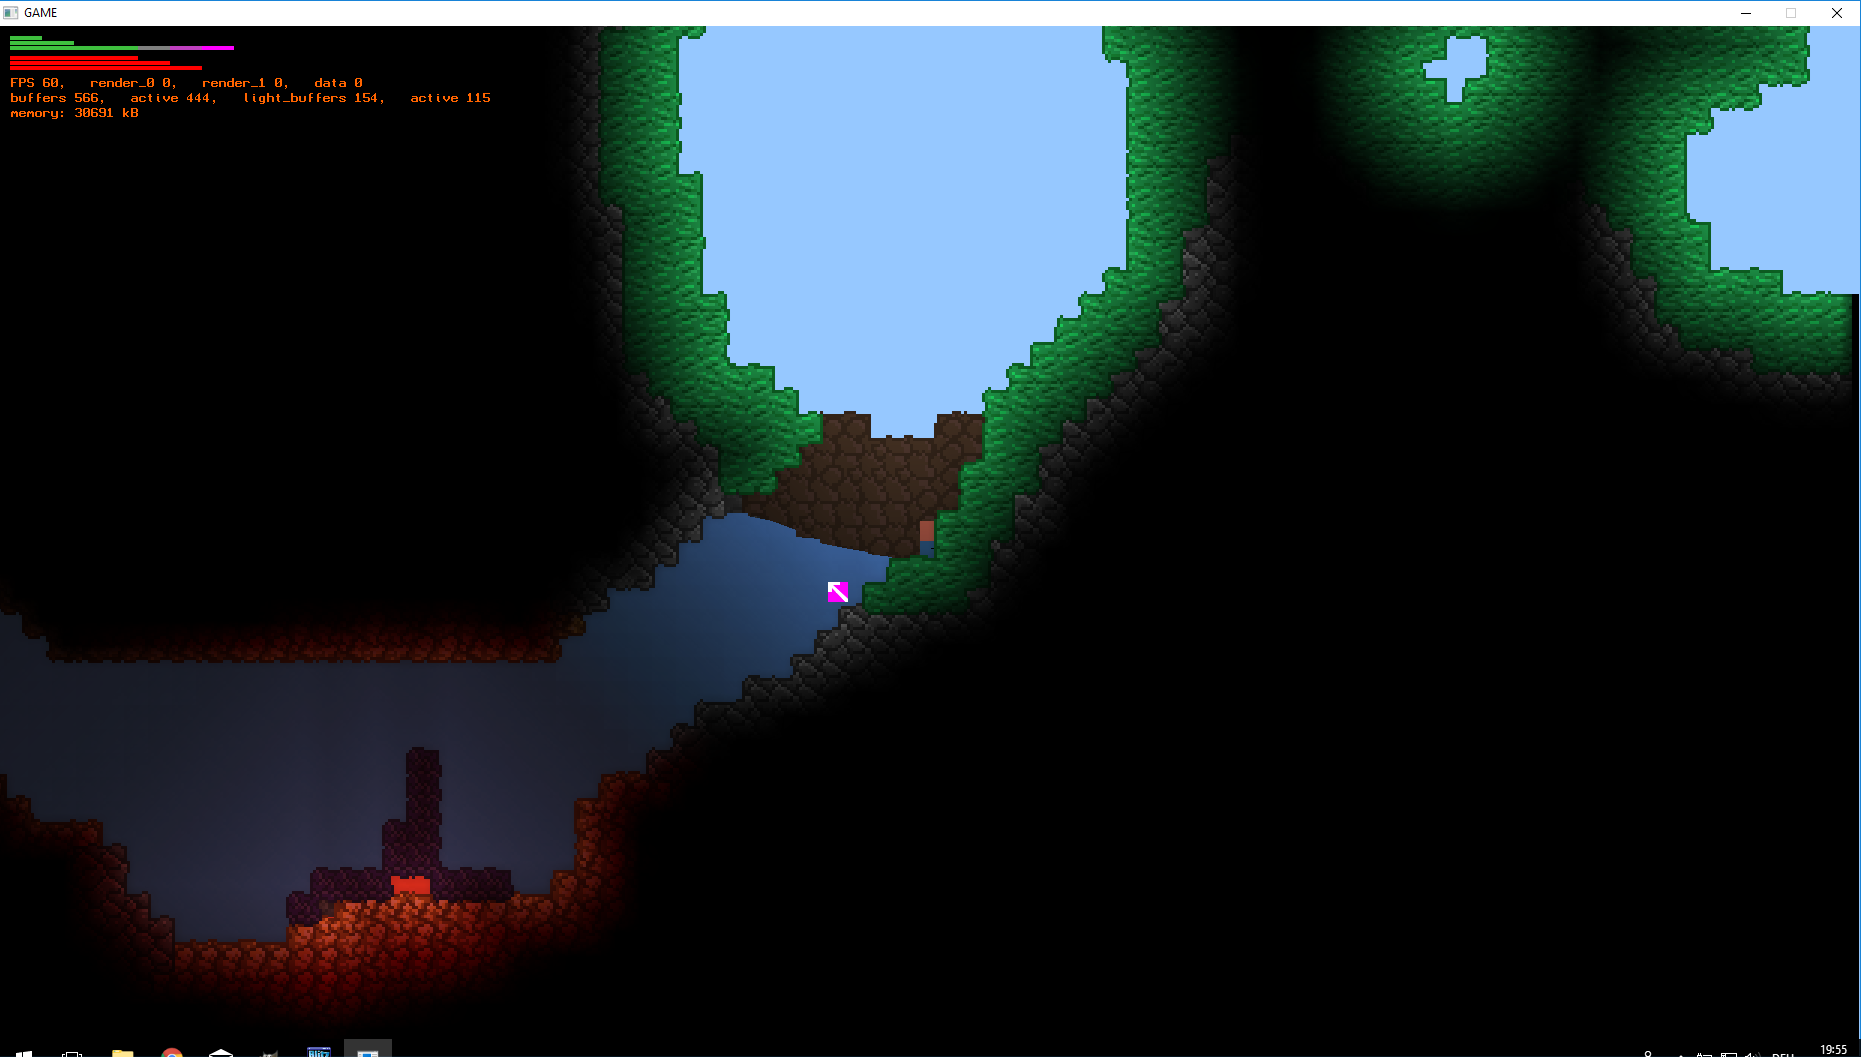 GAME
FPS 60, render_0 0, render_1 0, data 0
buffers 566, active 444, light_buffers 154, active 115
memory: 30691 kB
Blitz
19:55